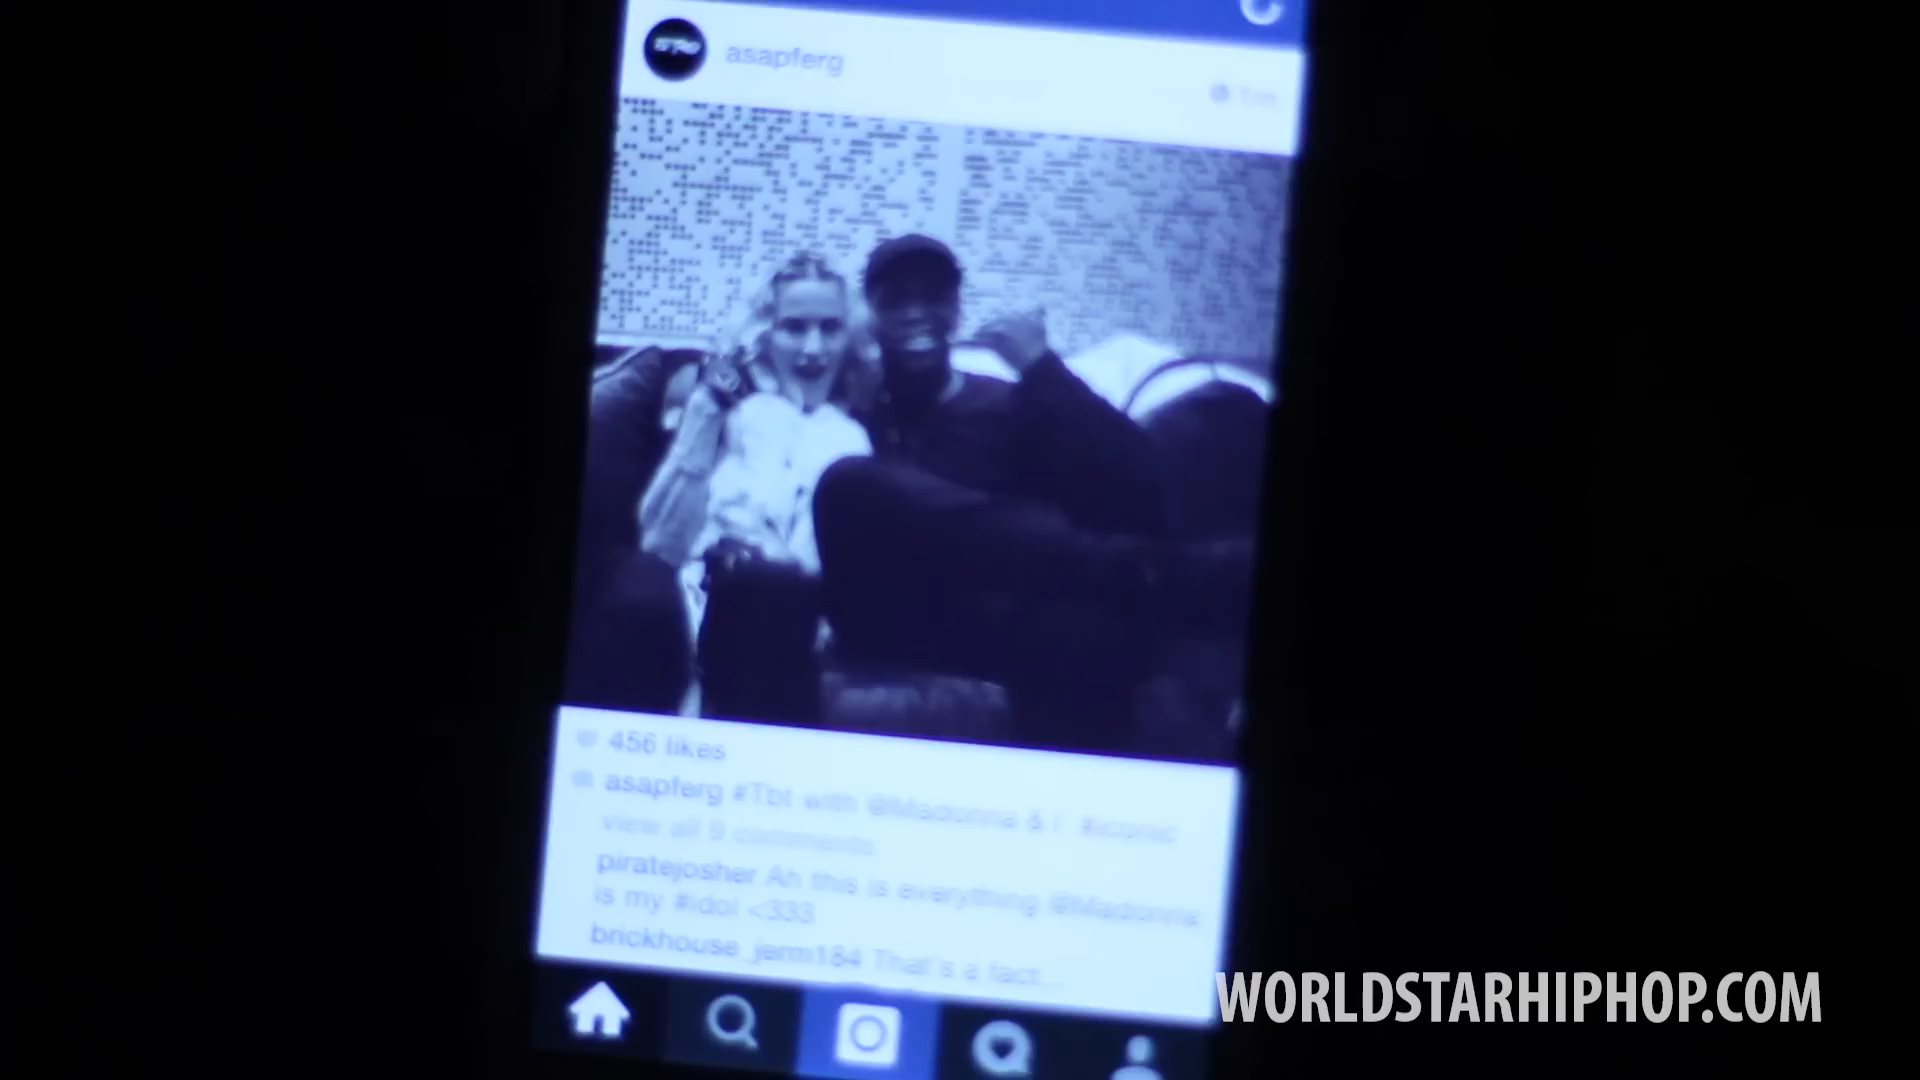 asapferg
456 likes
asapferg #Tbt with @Madonna & I #iconic
view all 9 comments
piratejosher Ah this is everything @Madonna
is my #idol <333
brickhouse_jerm184 That's a fact...
WORLDSTARHIPHOP.COM